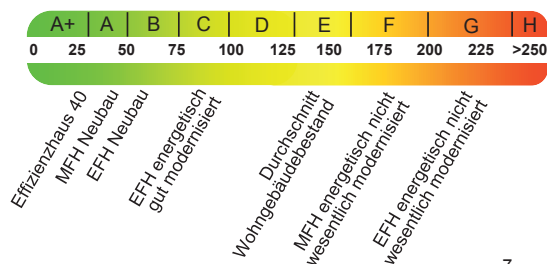 A+ A B C D E F G H
0 25 50 75 100 125 150 175 200 225 >250
Effizienzhaus 40
MFH Neubau
EFH Neubau
EFH energetisch
gut modernisiert
Durchschnitt
Wohngebäudebestand
MFH energetisch nicht
wesentlich modernisiert
EFH energetisch nicht
wesentlich modernisiert
7